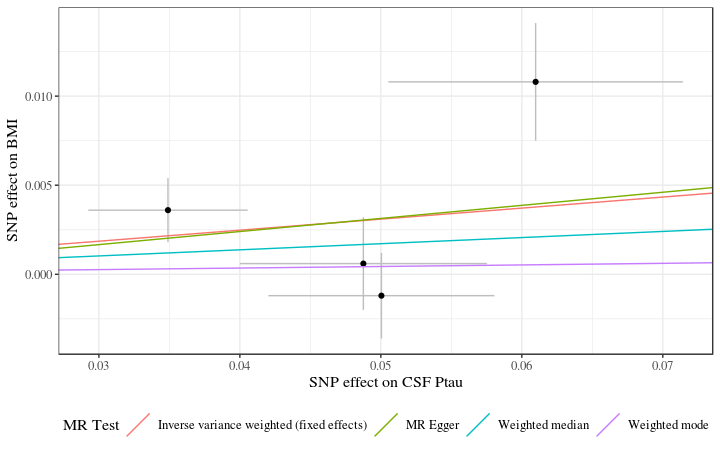 SNP effect on BMI
0.010
0.005
0.000
0.03 0.04 0.05 0.06 0.07
SNP effect on CSF Ptau
MR Test Inverse variance weighted (fixed effects) MR Egger Weighted median Weighted mode